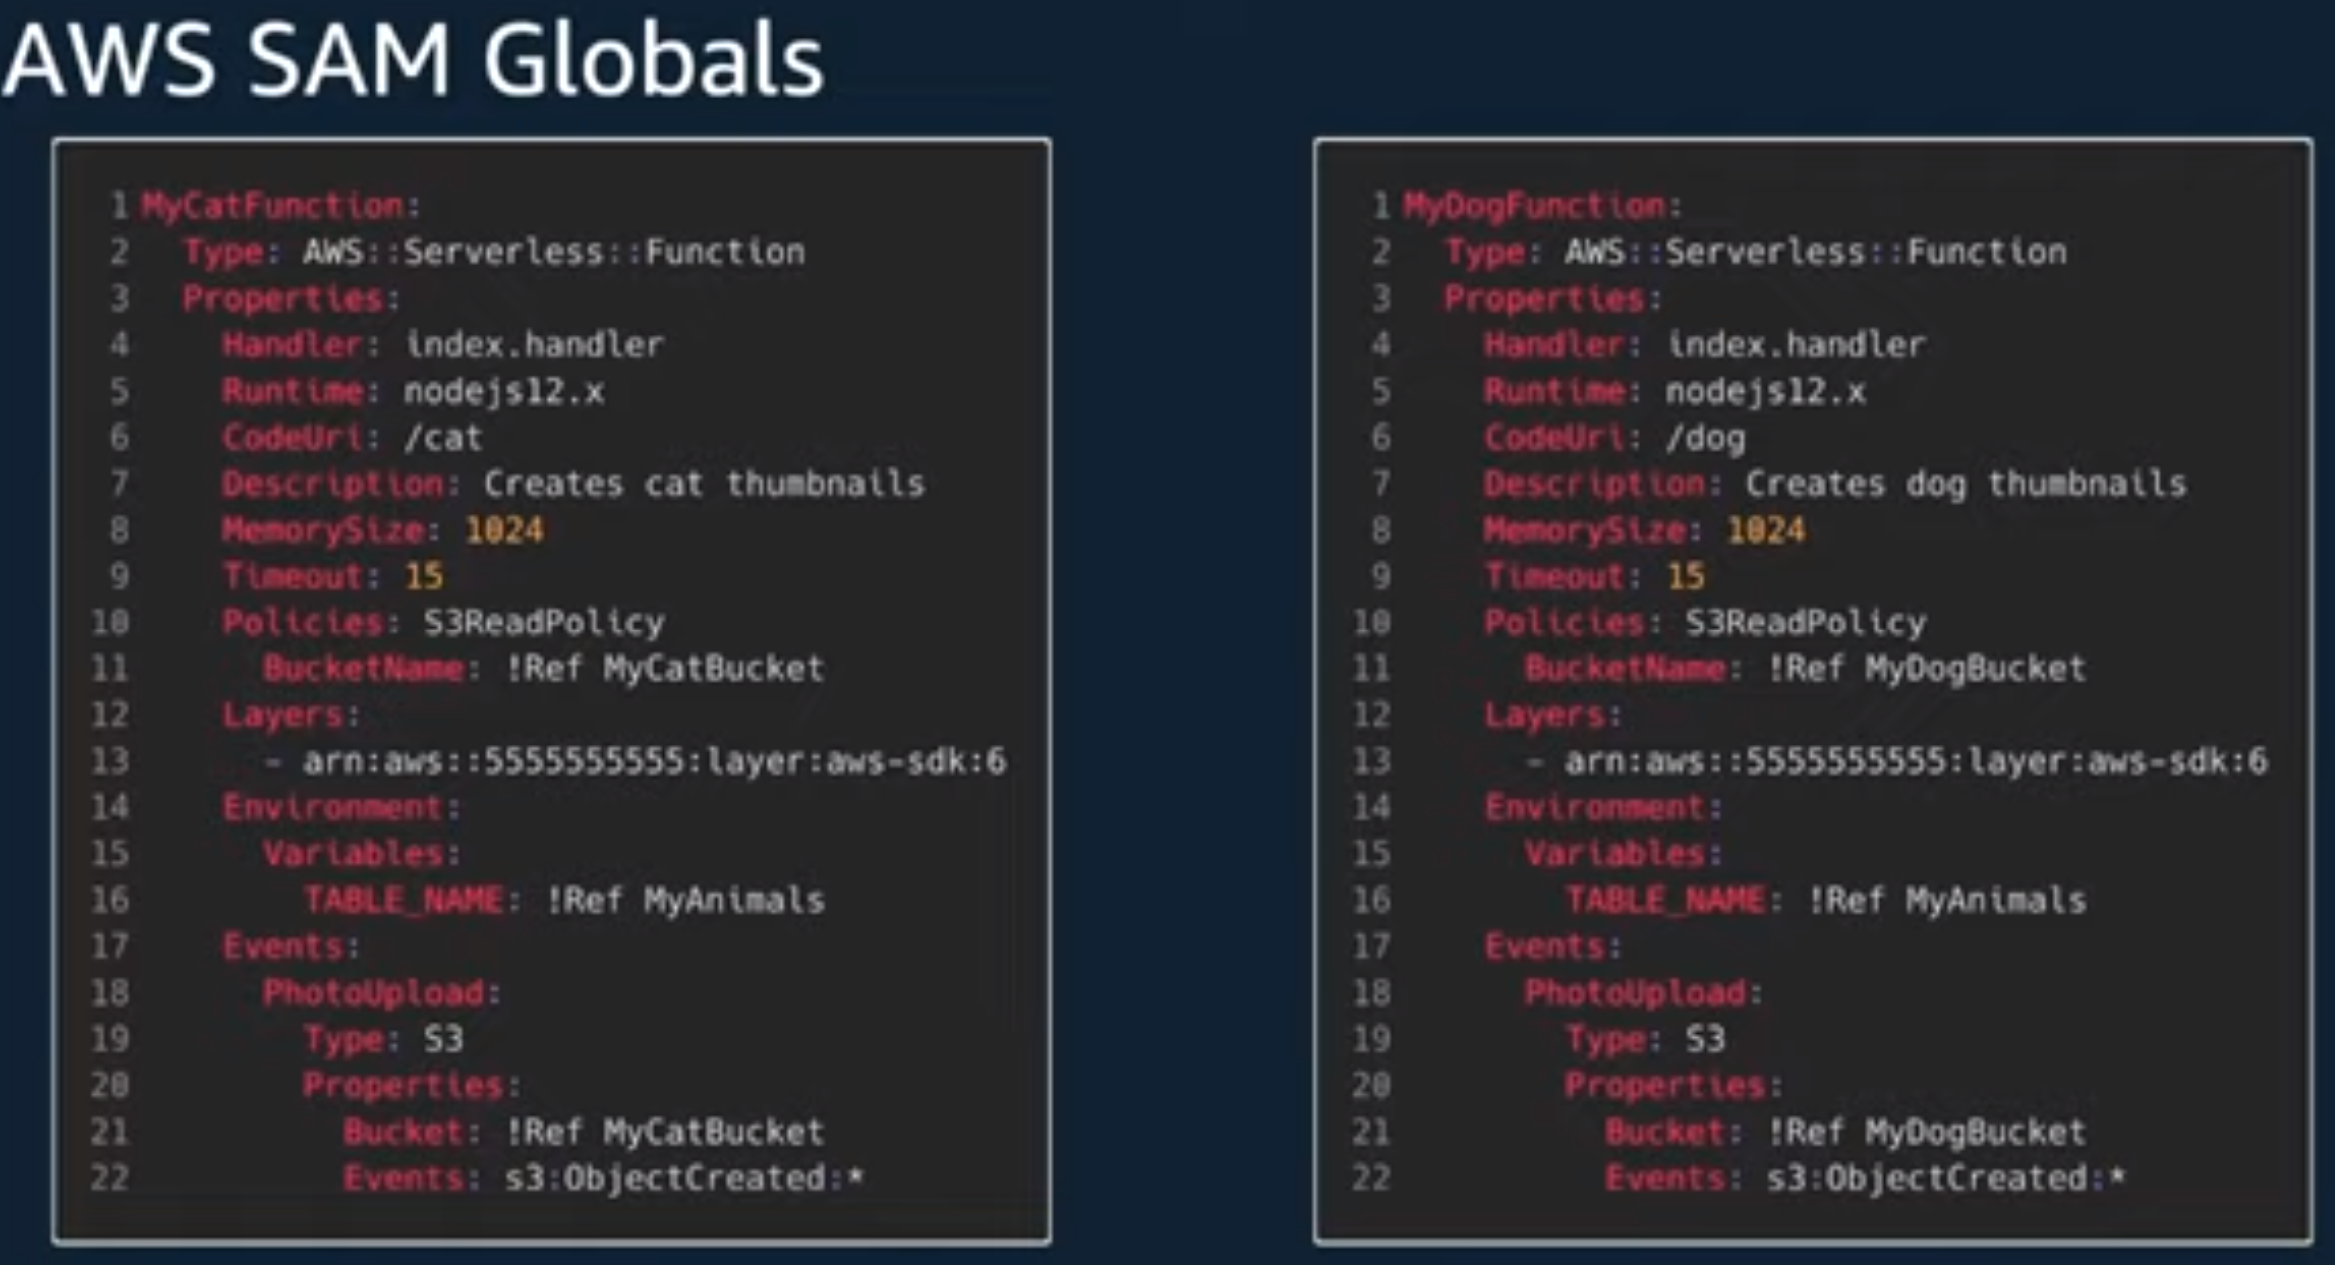 AWS SAM Globals
1 MyCatFunction:
2   Type: AWS::Serverless::Function
3   Properties:
4     Handler: index.handler
5     Runtime: nodejs12.x
6     CodeUri: /cat
7     Description: Creates cat thumbnails
8     MemorySize: 1024
9     Timeout: 15
10     Policies: S3ReadPolicy
11       BucketName: !Ref MyCatBucket
12     Layers:
13       - arn:aws::5555555555:layer:aws-sdk:6
14     Environment:
15       Variables:
16         TABLE_NAME: !Ref MyAnimals
17     Events:
18       PhotoUpload:
19         Type: S3
20         Properties:
21           Bucket: !Ref MyCatBucket
22           Events: s3:ObjectCreated:*
1 MyDogFunction:
2   Type: AWS::Serverless::Function
3   Properties:
4     Handler: index.handler
5     Runtime: nodejs12.x
6     CodeUri: /dog
7     Description: Creates dog thumbnails
8     MemorySize: 1024
9     Timeout: 15
10     Policies: S3ReadPolicy
11       BucketName: !Ref MyDogBucket
12     Layers:
13       - arn:aws::5555555555:layer:aws-sdk:6
14     Environment:
15       Variables:
16         TABLE_NAME: !Ref MyAnimals
17     Events:
18       PhotoUpload:
19         Type: S3
20         Properties:
21           Bucket: !Ref MyDogBucket
22           Events: s3:ObjectCreated:*